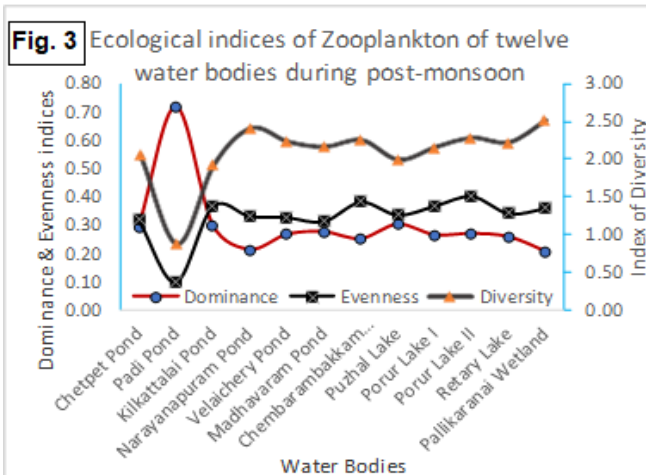 Fig. 3
Ecological indices of Zooplankton of twelve
water bodies during post-monsoon
Dominance & Evenness indices
0.80
0.70
0.60
0.50
0.40
0.30
0.20
0.10
0.00
3.00
2.50
2.00
1.50
1.00
0.50
0.00
Index of Diversity
Dominance Evenness Diversity
Chetpet Pond
Padi Pond
Kilkattalai Pond
Narayanapuram Pond
Velaichery Pond
Madhavaram Pond
Chembarambakkam...
Puzhal Lake
Porur Lake I
Porur Lake II
Retary Lake
Pallikaranai Wetland
Water Bodies